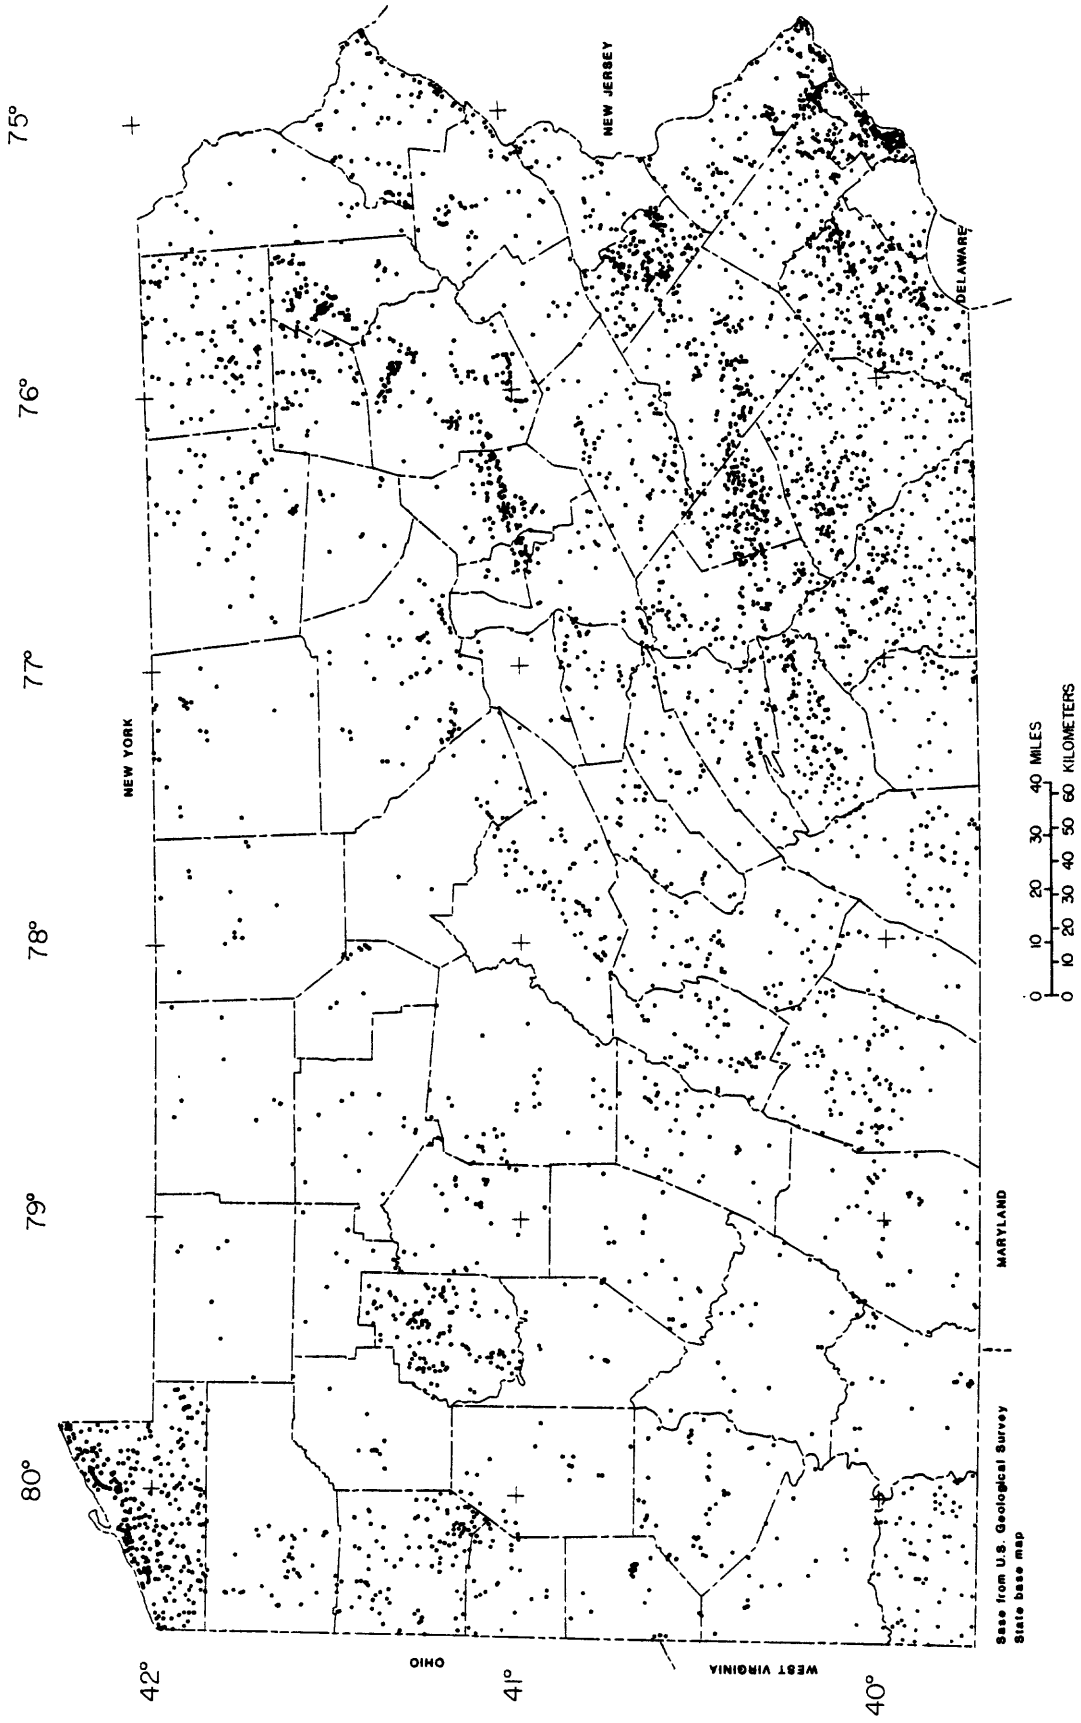 80°
79°
78°
77°
76°
75°
42°
41°
40°
NEW YORK
OHIO
WEST VIRGINIA
NEW JERSEY
DELAWARE
MARYLAND
Base from U.S. Geological Survey
State base map
0 10 20 30 40 MILES
0 10 20 30 40 50 60 KILOMETERS